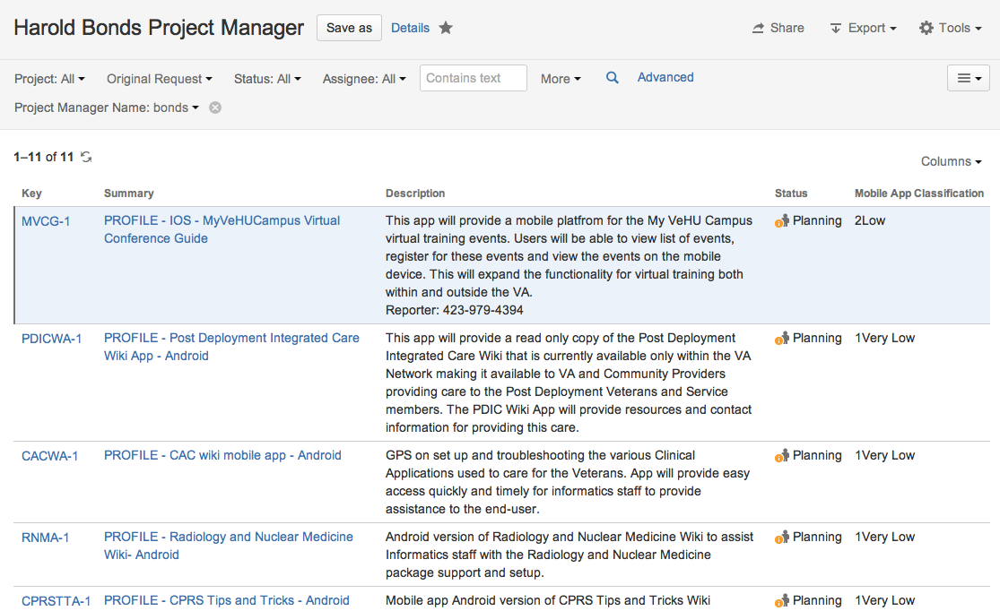 Harold Bonds Project Manager Save as Details Share Export Tools
Project: All Original Request Status: All Assignee: All Contains text More Advanced
Project Manager Name: bonds
1–11 of 11
Columns
Key Summary Description Status Mobile App Classification
MVCG-1 PROFILE - IOS - MyVeHUCampus Virtual This app will provide a mobile platfrom for the My VeHU Campus Planning 2Low
Conference Guide virtual training events. Users will be able to view list of events,
register for these events and view the events on the mobile
device. This will expand the functionality for virtual training both
within and outside the VA.
Reporter: 423-979-4394
PDICWA-1 PROFILE - Post Deployment Integrated Care This app will provide a read only copy of the Post Deployment Planning 1Very Low
Wiki App - Android Integrated Care Wiki that is currently available only within the VA
Network making it available to VA and Community Providers
providing care to the Post Deployment Veterans and Service
members. The PDIC Wiki App will provide resources and contact
information for providing this care.
CACWA-1 PROFILE - CAC wiki mobile app - Android GPS on set up and troubleshooting the various Clinical Planning 1Very Low
Applications used to care for the Veterans. App will provide easy
access quickly and timely for informatics staff to provide
assistance to the end-user.
RNMA-1 PROFILE - Radiology and Nuclear Medicine Android version of Radiology and Nuclear Medicine Wiki to assist Planning 1Very Low
Wiki- Android Informatics staff with the Radiology and Nuclear Medicine
package support and setup.
CPRSTTA-1 PROFILE - CPRS Tips and Tricks - Android Mobile app Android version of CPRS Tips and Tricks Wiki Planning 1Very Low